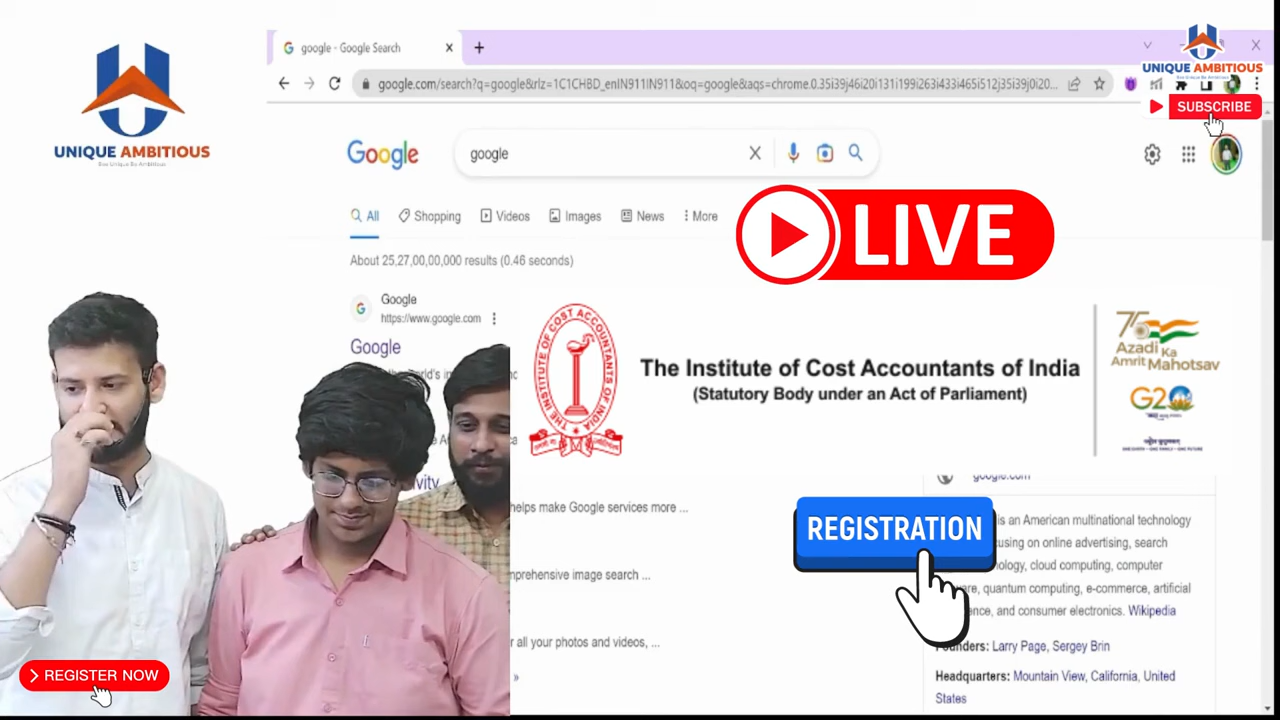 UNIQUE AMBITIOUS
Bee Unique Be Ambitious
google - Google Search
google.com/search?q=google&rlz=1C1CHBD_enIN911IN911&oq=google&aqs=chrome.0.35i39j46i20i131i199i263i433i465i512j35i39j0i20...
UNIQUE AMBITIOUS
SUBSCRIBE
Google
google
All
Shopping
Videos
Images
News
More
LIVE
About 25,27,00,00,000 results (0.46 seconds)
Google
https://www.google.com
Google
THE INSTITUTE OF COST ACCOUNTANTS OF INDIA
The Institute of Cost Accountants of India
(Statutory Body under an Act of Parliament)
75
Azadi Ka
Amrit Mahotsav
G20
google.com
helps make Google services more ...
REGISTRATION
is an American multinational technology
using on online advertising, search
nology, cloud computing, computer
are, quantum computing, e-commerce, artificial
ence, and consumer electronics. Wikipedia
mprehensive image search ...
r all your photos and videos, ...
Founders: Larry Page, Sergey Brin
Headquarters: Mountain View, California, United
States
REGISTER NOW